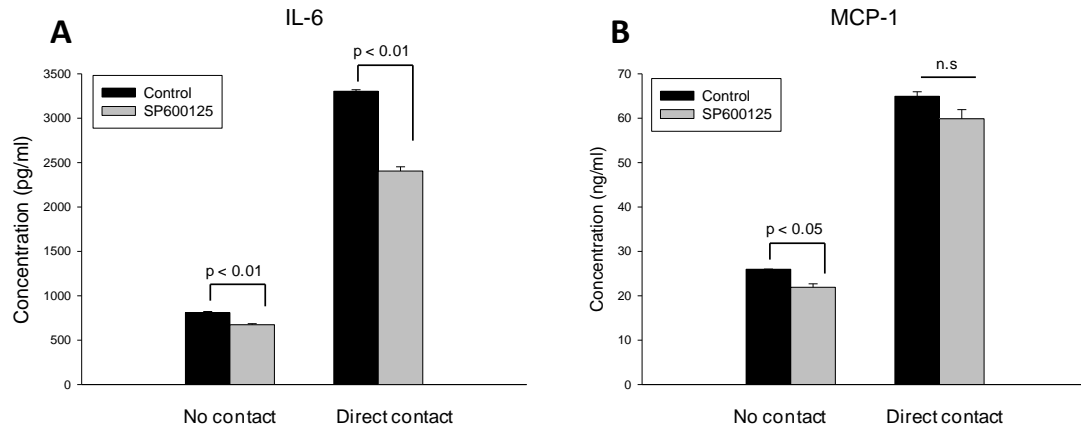 A
IL-6
Concentration (pg/ml)
3500
3000
2500
2000
1500
1000
500
0
Control
SP600125
p < 0.01
p < 0.01
No contact
Direct contact
B
MCP-1
Concentration (ng/ml)
70
60
50
40
30
20
10
0
Control
SP600125
p < 0.05
n.s
No contact
Direct contact